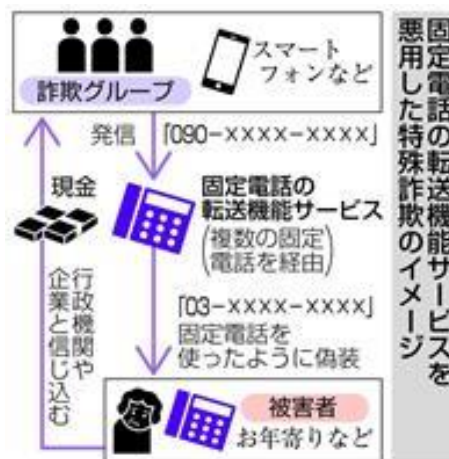 固定電話の転送機能サービスを
悪用した特殊詐欺のイメージ
スマート
フォンなど
詐欺グループ
発信
「090-××××-××××」
現金
固定電話の
転送機能サービス
(複数の固定
電話を経由)
「03-××××-××××」
固定電話を
使ったように偽装
行政機関や
企業と信じ込む
被害者
お年寄りなど